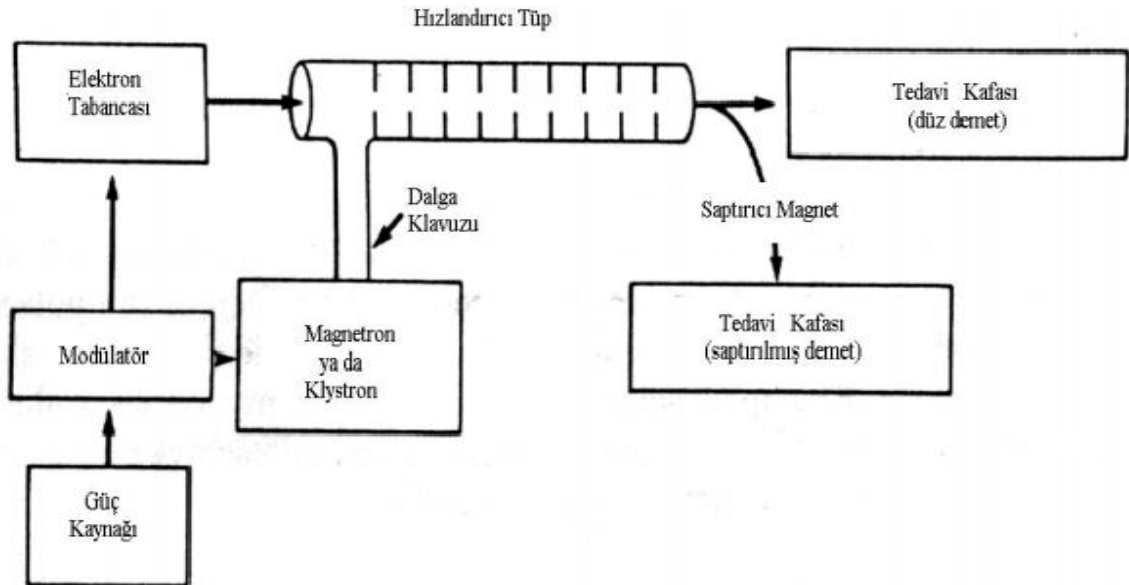 Hızlandırıcı Tüp
Elektron
Tabancası
Tedavi Kafası
(düz demet)
Dalga
Klavuzu
Saptırıcı Magnet
Modülatör
Magnetron
ya da
Klystron
Tedavi Kafası
(saptırılmış demet)
Güç
Kaynağı